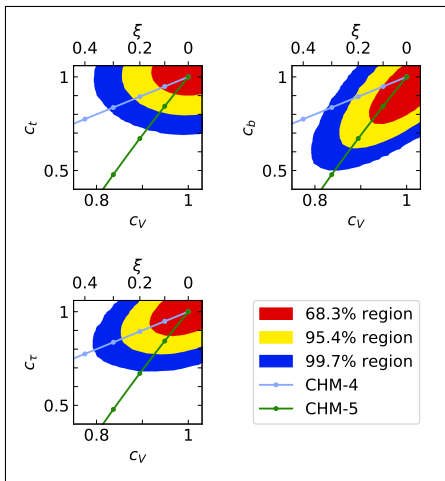 ξ
0.4 0.2 0
1
0.5
c_t
0.8 1
c_V
ξ
0.4 0.2 0
1
0.5
c_b
0.8 1
c_V
ξ
0.4 0.2 0
1
0.5
c_τ
0.8 1
c_V
68.3% region
95.4% region
99.7% region
CHM-4
CHM-5